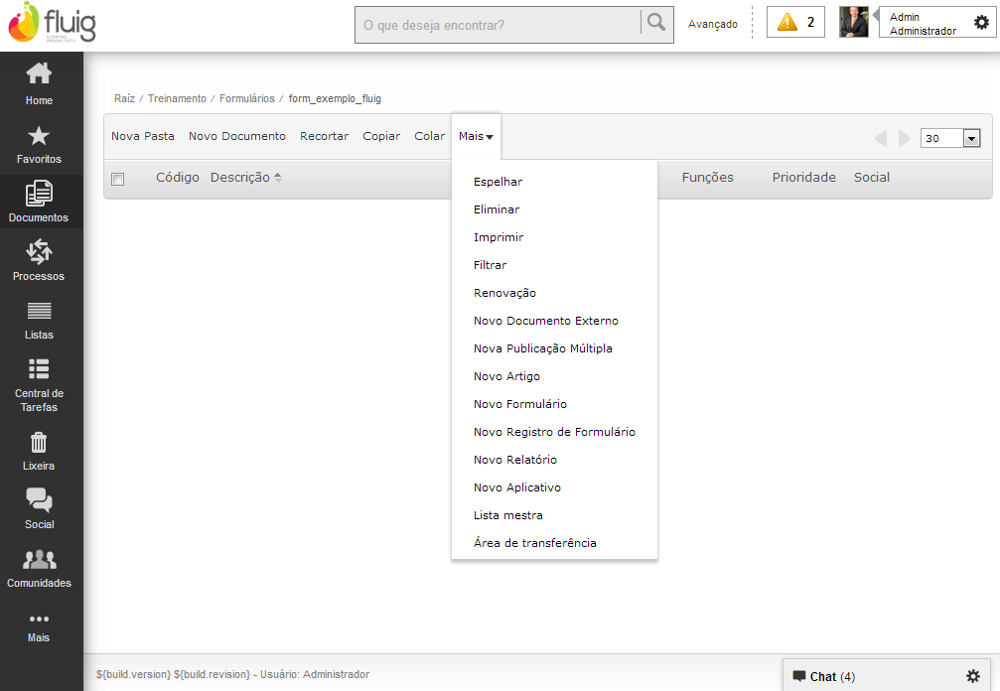 fluig
O que deseja encontrar?
Avançado
2
Admin
Administrador
Home
Favoritos
Documentos
Processos
Listas
Central de
Tarefas
Lixeira
Social
Comunidades
Mais
Raíz / Treinamento / Formulários / form_exemplo_fluig
Nova Pasta Novo Documento Recortar Copiar Colar Mais 30
Código Descrição Funções Prioridade Social
Espelhar
Eliminar
Imprimir
Filtrar
Renovação
Novo Documento Externo
Nova Publicação Múltipla
Novo Artigo
Novo Formulário
Novo Registro de Formulário
Novo Relatório
Novo Aplicativo
Lista mestra
Área de transferência
${build.version} ${build.revision} - Usuário: Administrador
Chat (4)